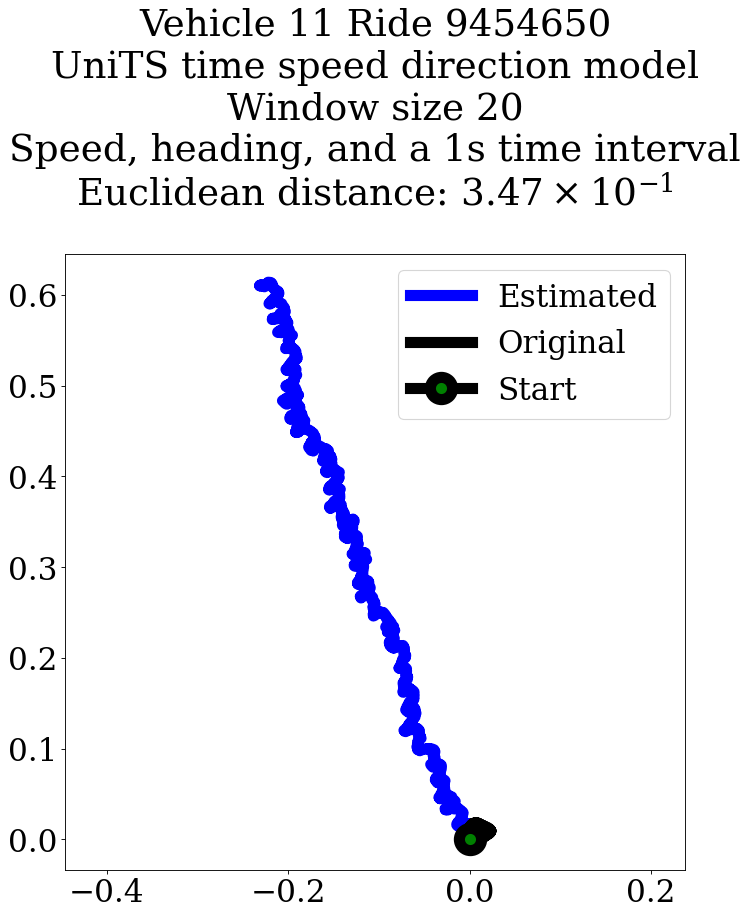 Vehicle 11 Ride 9454650
UniTS time speed direction model
Window size 20
Speed, heading, and a 1s time interval
Euclidean distance: 3.47 × 10⁻¹
Estimated
Original
Start
0.6
0.5
0.4
0.3
0.2
0.1
0.0
−0.4
−0.2
0.0
0.2